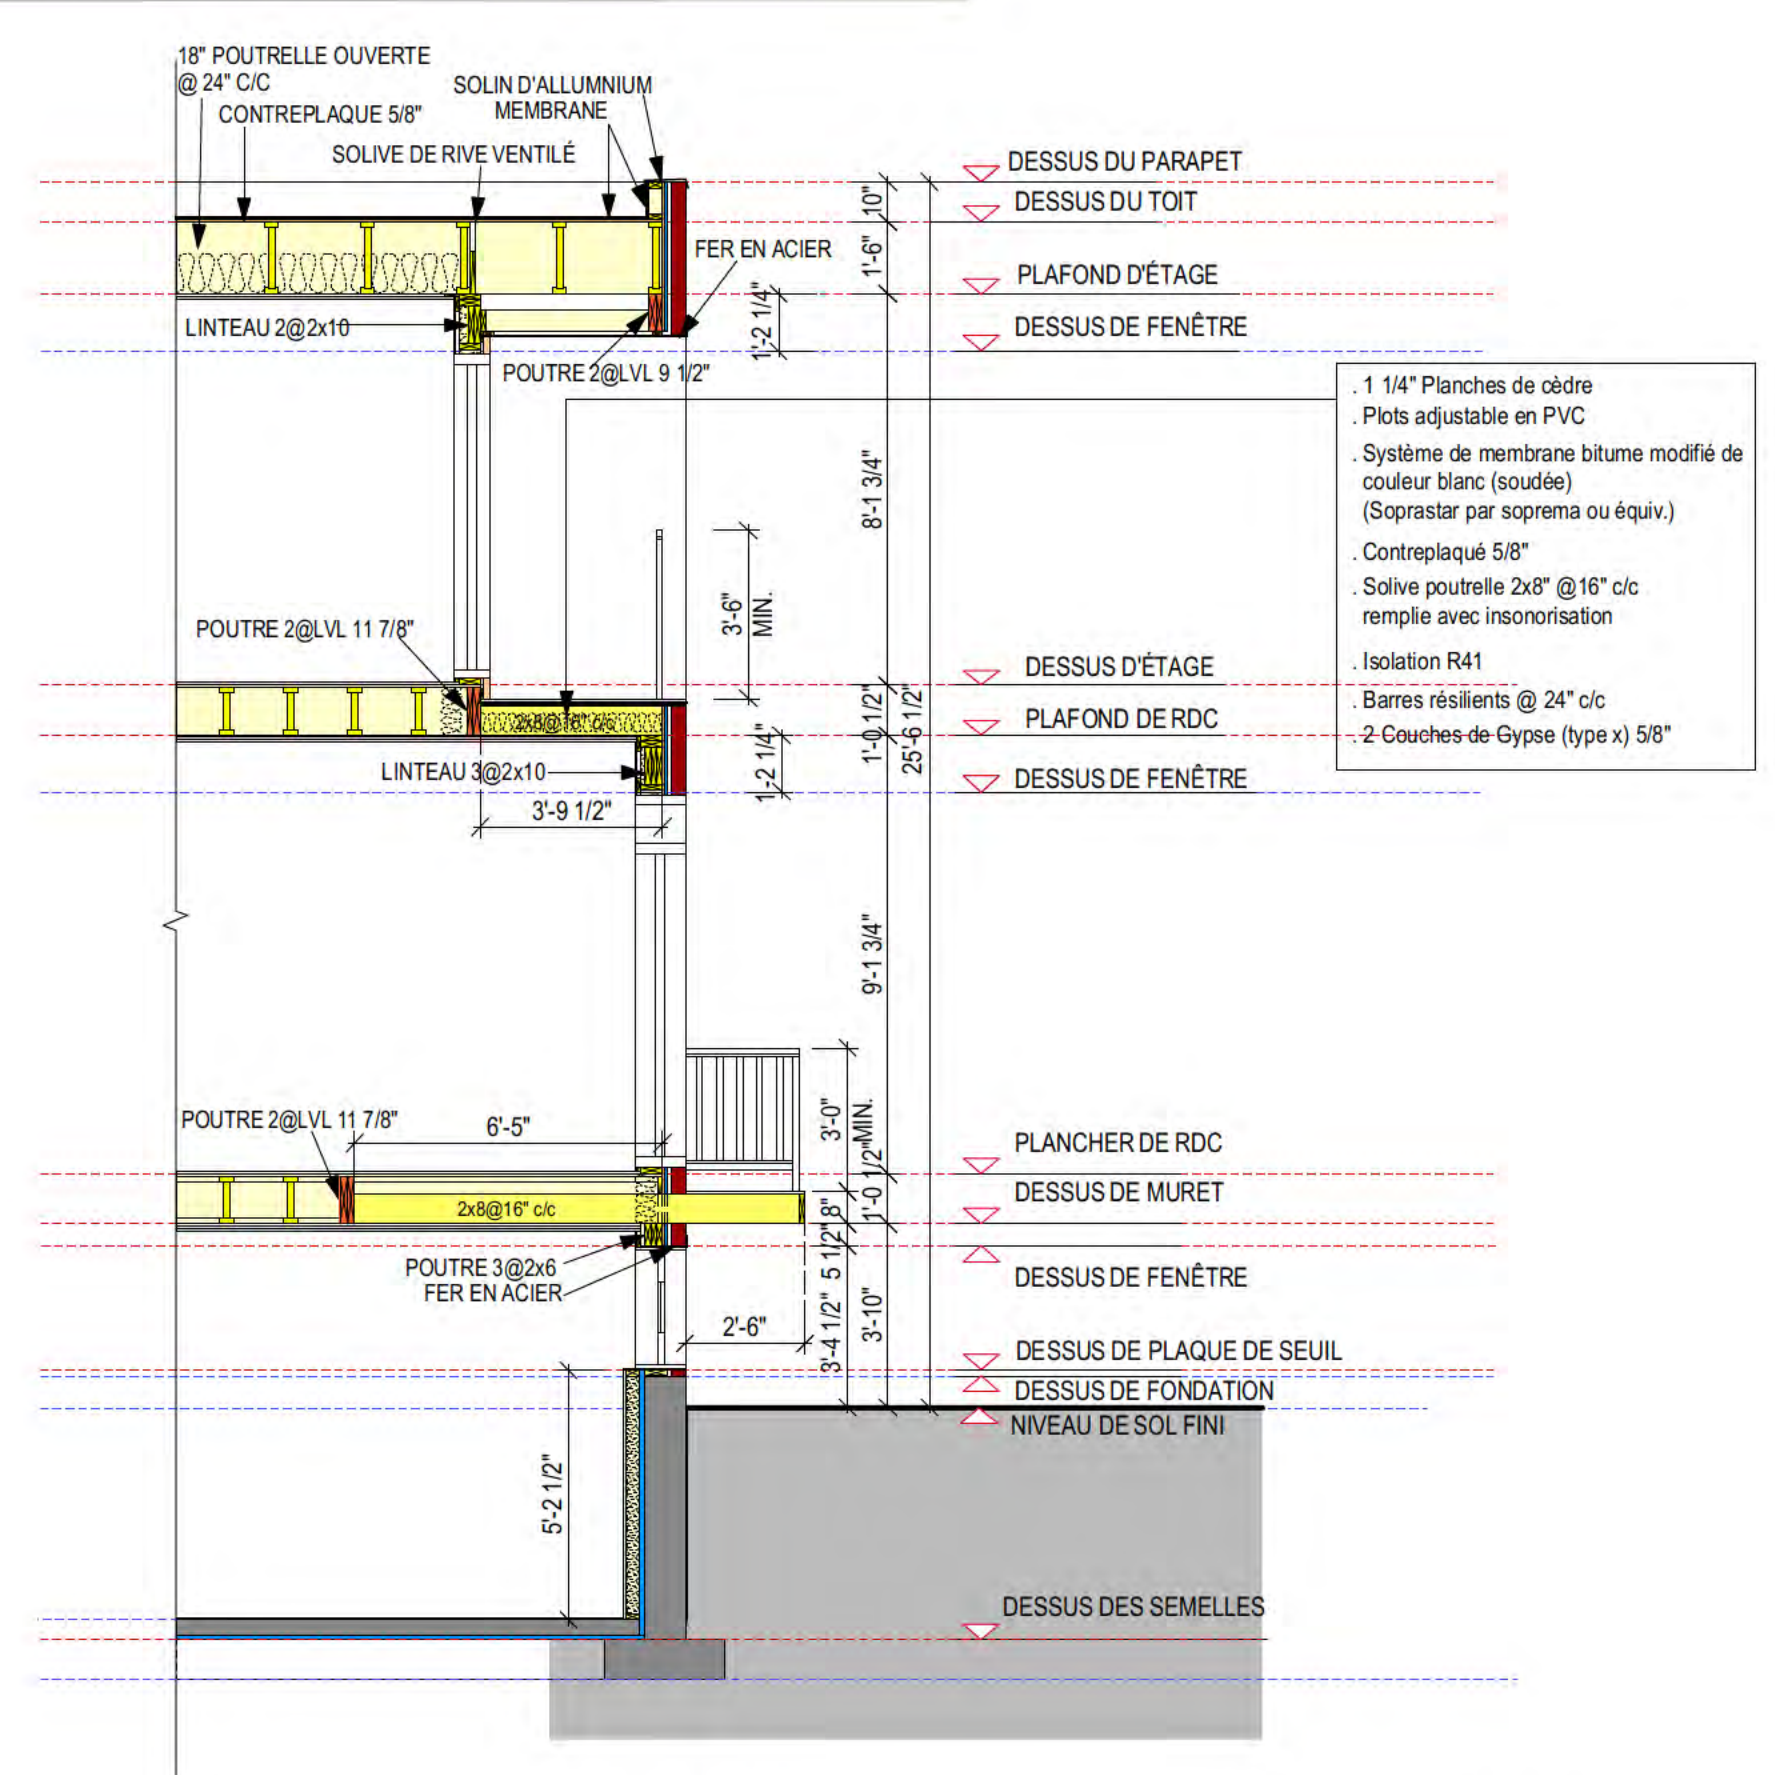 18" POUTRELLE OUVERTE
@ 24" C/C
CONTREPLAQUE 5/8"
SOLIN D'ALLUMNIUM
MEMBRANE
SOLIVE DE RIVE VENTILÉ
FER EN ACIER
LINTEAU 2@2x10
POUTRE 2@LVL 9 1/2"
10"
1'-6"
1'-2 1/4"
DESSUS DU PARAPET
DESSUS DU TOIT
PLAFOND D'ÉTAGE
DESSUS DE FENÊTRE
. 1 1/4" Planches de cèdre
. Plots adjustable en PVC
. Système de membrane bitume modifié de
couleur blanc (soudée)
(Soprastar par soprema ou équiv.)
. Contreplaqué 5/8"
. Solive poutrelle 2x8" @16" c/c
remplie avec insonorisation
. Isolation R41
. Barres résilients @ 24" c/c
. 2 Couches de Gypse (type x) 5/8"
8'-1 3/4"
3'-6"
MIN.
POUTRE 2@LVL 11 7/8"
2x8@16" c/c
LINTEAU 3@2x10
3'-9 1/2"
1'-0 1/2"
25'-6 1/2"
1'-2 1/4"
DESSUS D'ÉTAGE
PLAFOND DE RDC
DESSUS DE FENÊTRE
9'-1 3/4"
3'-0"
MIN.
POUTRE 2@LVL 11 7/8"
6'-5"
2x8@16" c/c
1'-0 1/2"
8"
5 1/2"
3'-4 1/2"
3'-10"
PLANCHER DE RDC
DESSUS DE MURET
DESSUS DE FENÊTRE
POUTRE 3@2x6
FER EN ACIER
2'-6"
DESSUS DE PLAQUE DE SEUIL
DESSUS DE FONDATION
NIVEAU DE SOL FINI
5'-2 1/2"
DESSUS DES SEMELLES